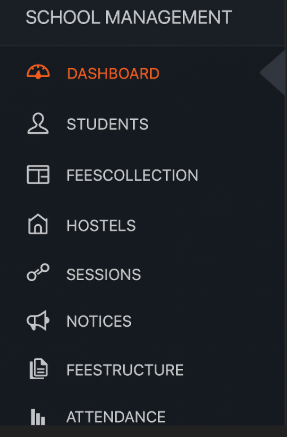 SCHOOL MANAGEMENT
DASHBOARD
STUDENTS
FEESCOLLECTION
HOSTELS
SESSIONS
NOTICES
FEESTRUCTURE
ATTENDANCE